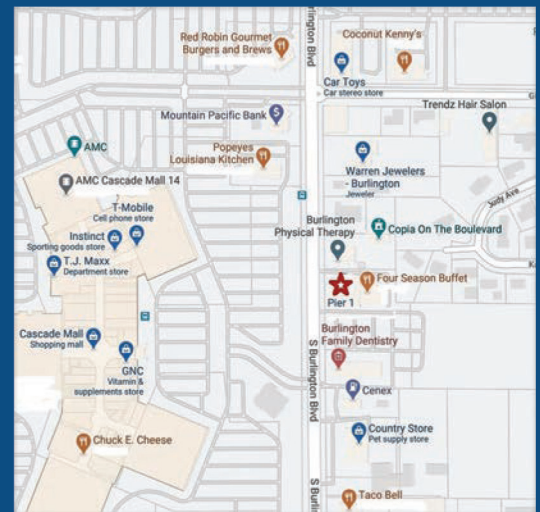 Red Robin Gourmet
Burgers and Brews
Coconut Kenny's
Burlington Blvd
Car Toys
Car stereo store
Trendz Hair Salon
Mountain Pacific Bank
AMC
Popeyes
Louisiana Kitchen
Warren Jewelers
- Burlington
Jeweler
AMC Cascade Mall 14
Judy Ave
T-Mobile
Cell phone store
Instinct
Sporting goods store
Burlington
Physical Therapy
Copia On The Boulevard
T.J. Maxx
Department store
Four Season Buffet
Pier 1
Cascade Mall
Shopping mall
Burlington
Family Dentistry
GNC
Vitamin &
supplements store
S Burlington Blvd
Cenex
Country Store
Pet supply store
Chuck E. Cheese
Taco Bell